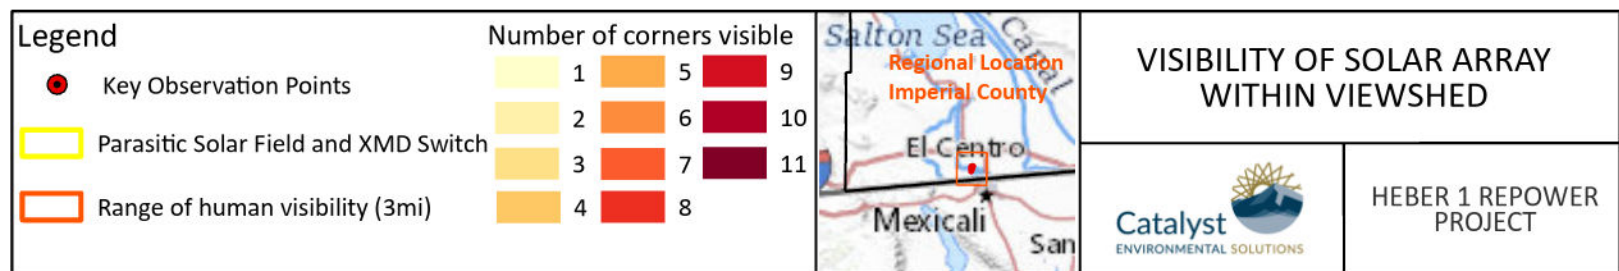 Legend
Key Observation Points
Parasitic Solar Field and XMD Switch
Range of human visibility (3mi)
Number of corners visible
1
2
3
4
5
6
7
8
9
10
11
Salton Sea
Canal
Regional Location
Imperial County
El Centro
Mexicali
San
VISIBILITY OF SOLAR ARRAY
WITHIN VIEWSHED
Catalyst
ENVIRONMENTAL SOLUTIONS
HEBER 1 REPOWER
PROJECT